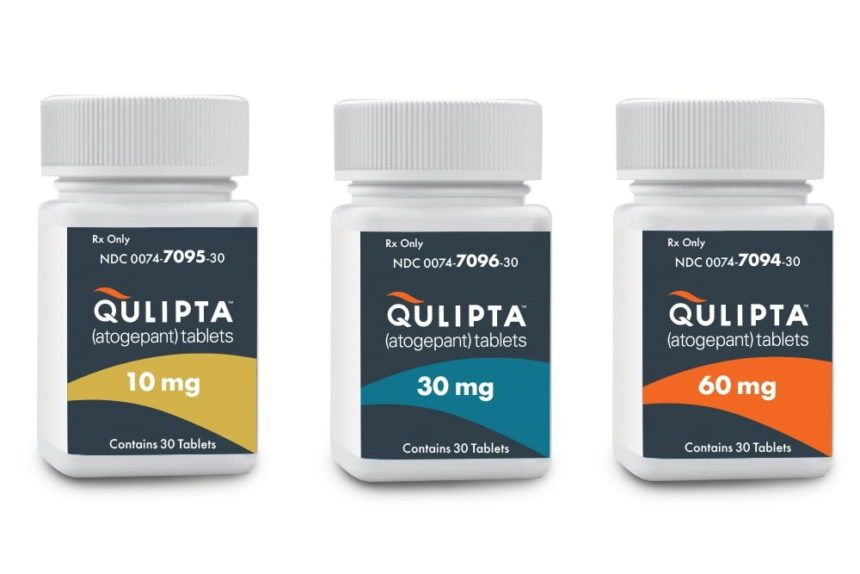 Rx Only
NDC 0074-7095-30
QULIPTA™
(atogepant) tablets
10 mg
Contains 30 Tablets
Rx Only
NDC 0074-7096-30
QULIPTA™
(atogepant) tablets
30 mg
Contains 30 Tablets
Rx Only
NDC 0074-7094-30
QULIPTA™
(atogepant) tablets
60 mg
Contains 30 Tablets